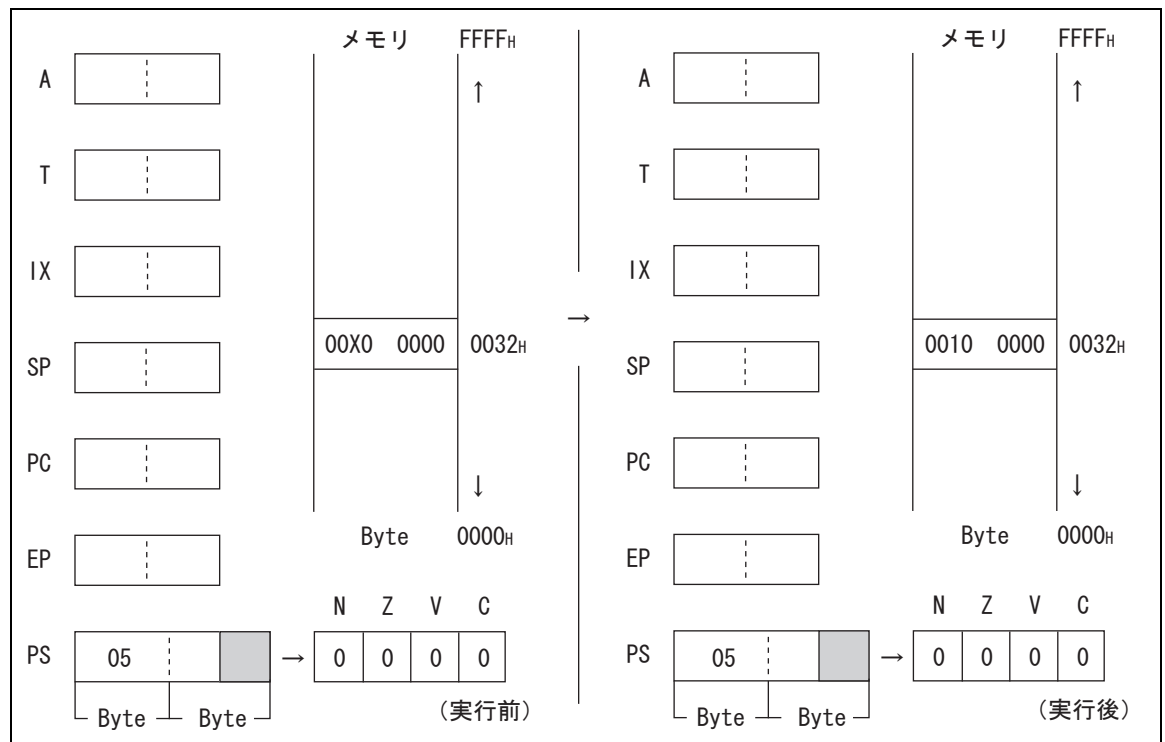 メモリ FFFFH
A
↑
T
IX
00X0 0000 0032H
SP
PC
↓
Byte 0000H
EP
N Z V C
PS 05 → 0 0 0 0
Byte Byte (実行前)
→
メモリ FFFFH
A
↑
T
IX
0010 0000 0032H
SP
PC
↓
Byte 0000H
EP
N Z V C
PS 05 → 0 0 0 0
Byte Byte (実行後)